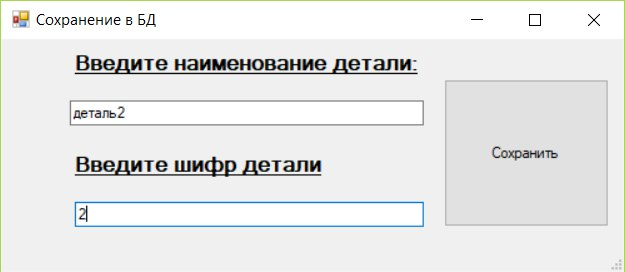 Сохранение в БД
Введите наименование детали:
деталь2
Введите шифр детали
2
Сохранить